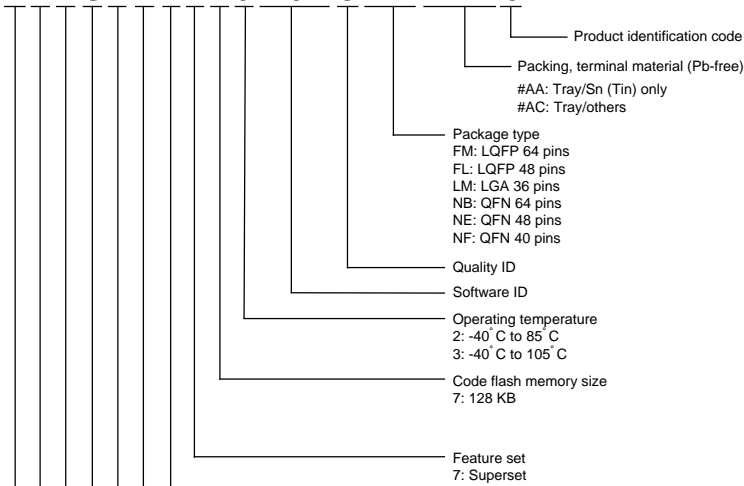 Product identification code
Packing, terminal material (Pb-free)
#AA: Tray/Sn (Tin) only
#AC: Tray/others
Package type
FM: LQFP 64 pins
FL: LQFP 48 pins
LM: LGA 36 pins
NB: QFN 64 pins
NE: QFN 48 pins
NF: QFN 40 pins
Quality ID
Software ID
Operating temperature
2: -40°C to 85°C
3: -40°C to 105°C
Code flash memory size
7: 128 KB
Feature set
7: Superset